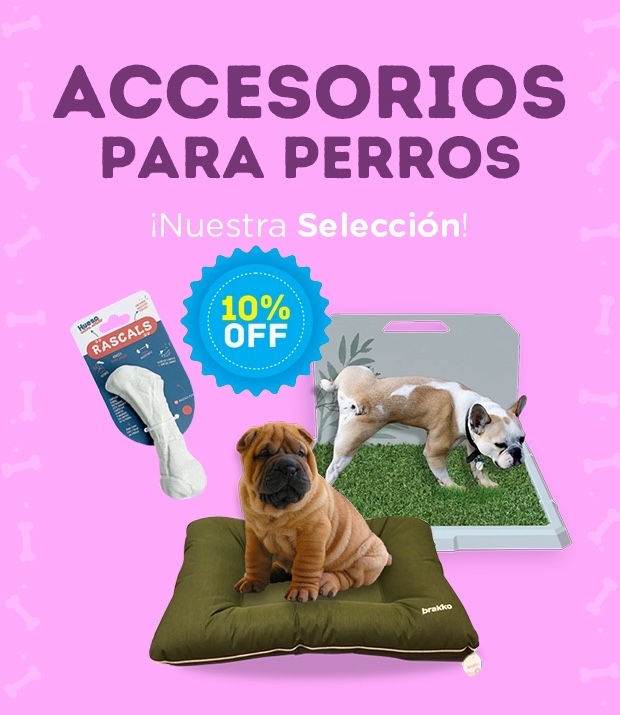 ACCESORIOS
PARA PERROS
¡Nuestra Selección!
10%
OFF
Hueso
RASCALS
brakko